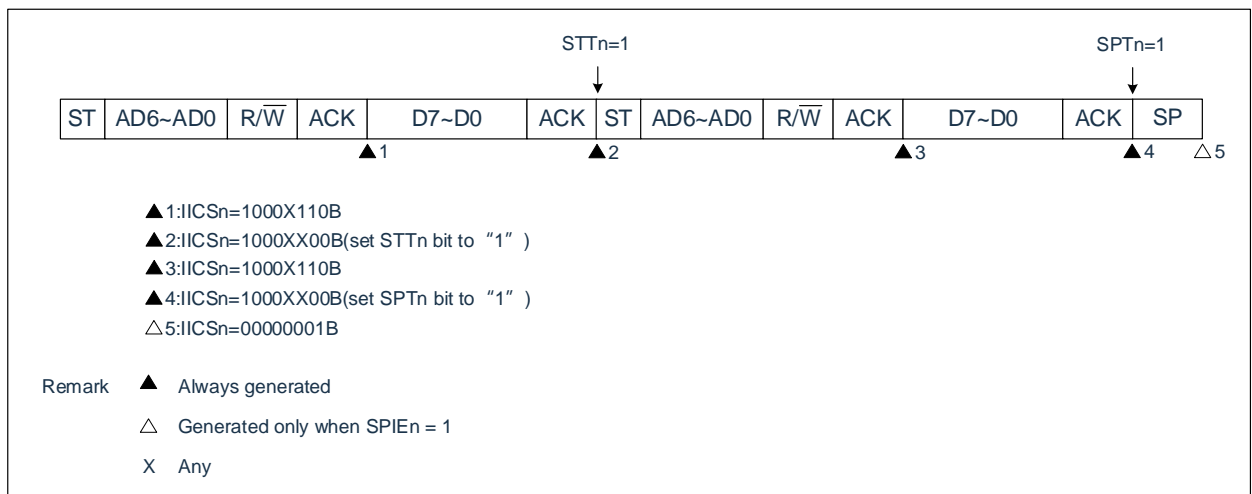 STTn=1 SPTn=1
ST AD6~AD0 R/W̅ ACK D7~D0 ACK ST AD6~AD0 R/W̅ ACK D7~D0 ACK SP
▲1 ▲2 ▲3 ▲4 △5
▲1:IICSn=1000X110B
▲2:IICSn=1000XX00B(set STTn bit to “1” )
▲3:IICSn=1000X110B
▲4:IICSn=1000XX00B(set SPTn bit to “1” )
△5:IICSn=00000001B
Remark ▲ Always generated
△ Generated only when SPIEn = 1
X Any